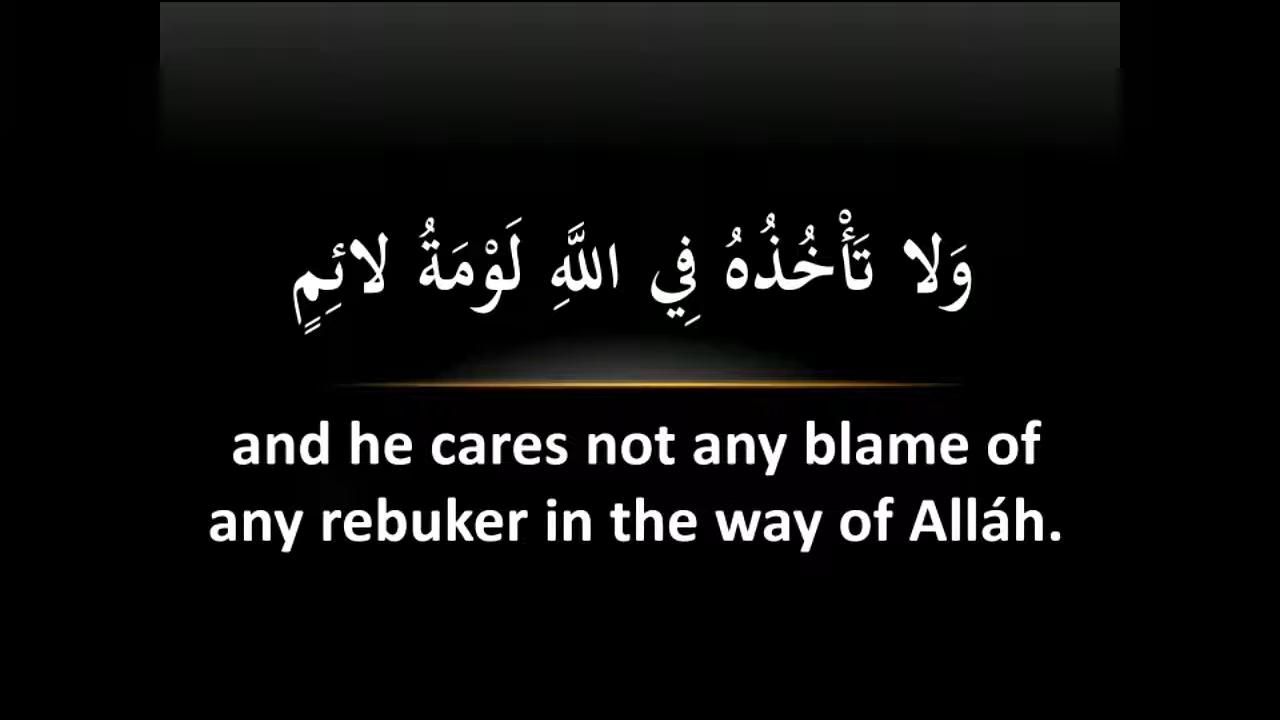 وَلا تَأْخُذُهُ فِي اللَّهِ لَوْمَةُ لائِمٍ
and he cares not any blame of
any rebuker in the way of Alláh.